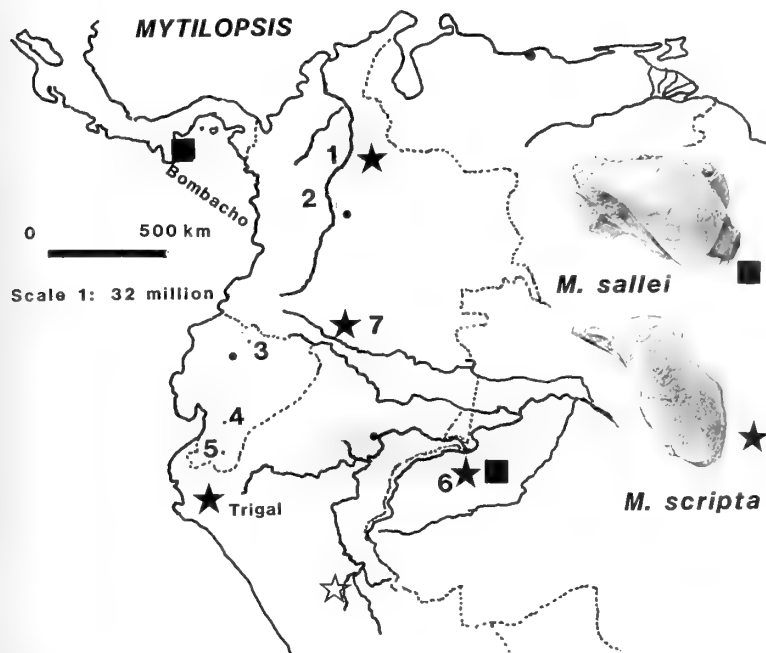 MYTILOPSIS
1
Bombacho
2
0 500 km
Scale 1: 32 million
M. sallei
7
3
4
5
6
Trigal
M. scripta